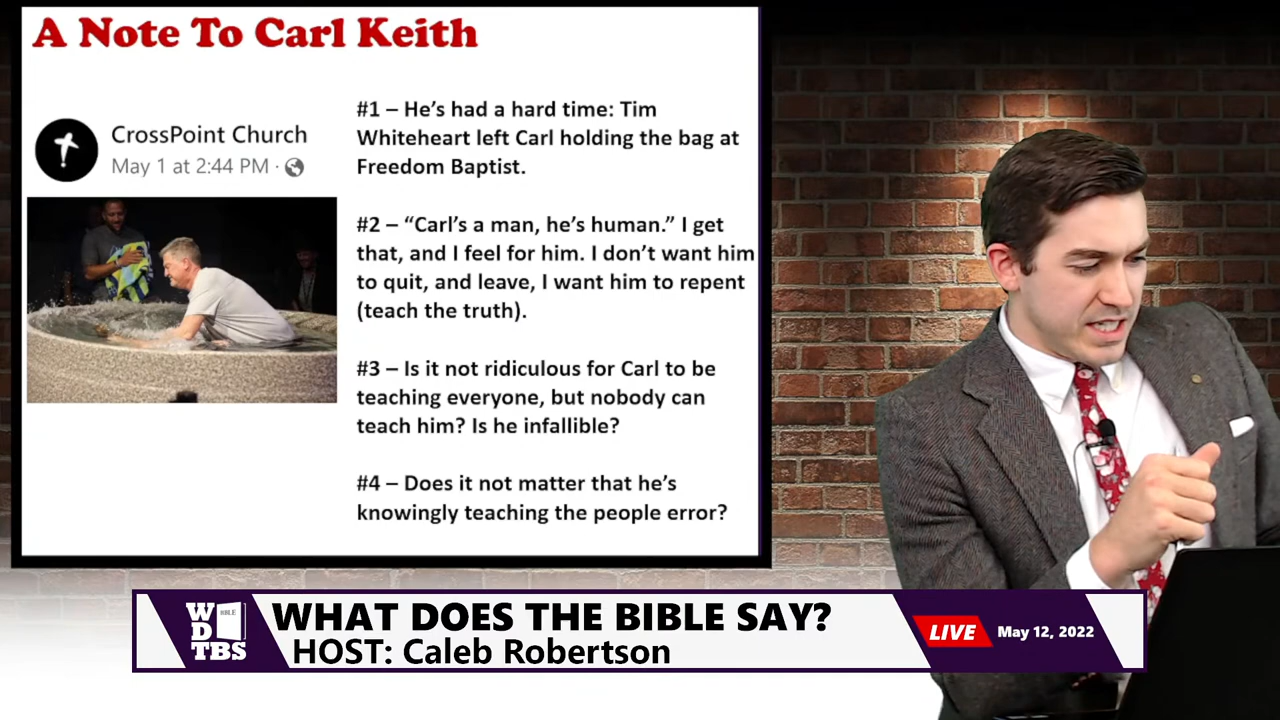 A Note To Carl Keith
CrossPoint Church
May 1 at 2:44 PM ·
#1 – He's had a hard time: Tim
Whiteheart left Carl holding the bag at
Freedom Baptist.
#2 – “Carl's a man, he's human.” I get
that, and I feel for him. I don't want him
to quit, and leave, I want him to repent
(teach the truth).
#3 – Is it not ridiculous for Carl to be
teaching everyone, but nobody can
teach him? Is he infallible?
#4 – Does it not matter that he's
knowingly teaching the people error?
W
D
TBS
BIBLE
WHAT DOES THE BIBLE SAY?
HOST: Caleb Robertson
LIVE
May 12, 2022